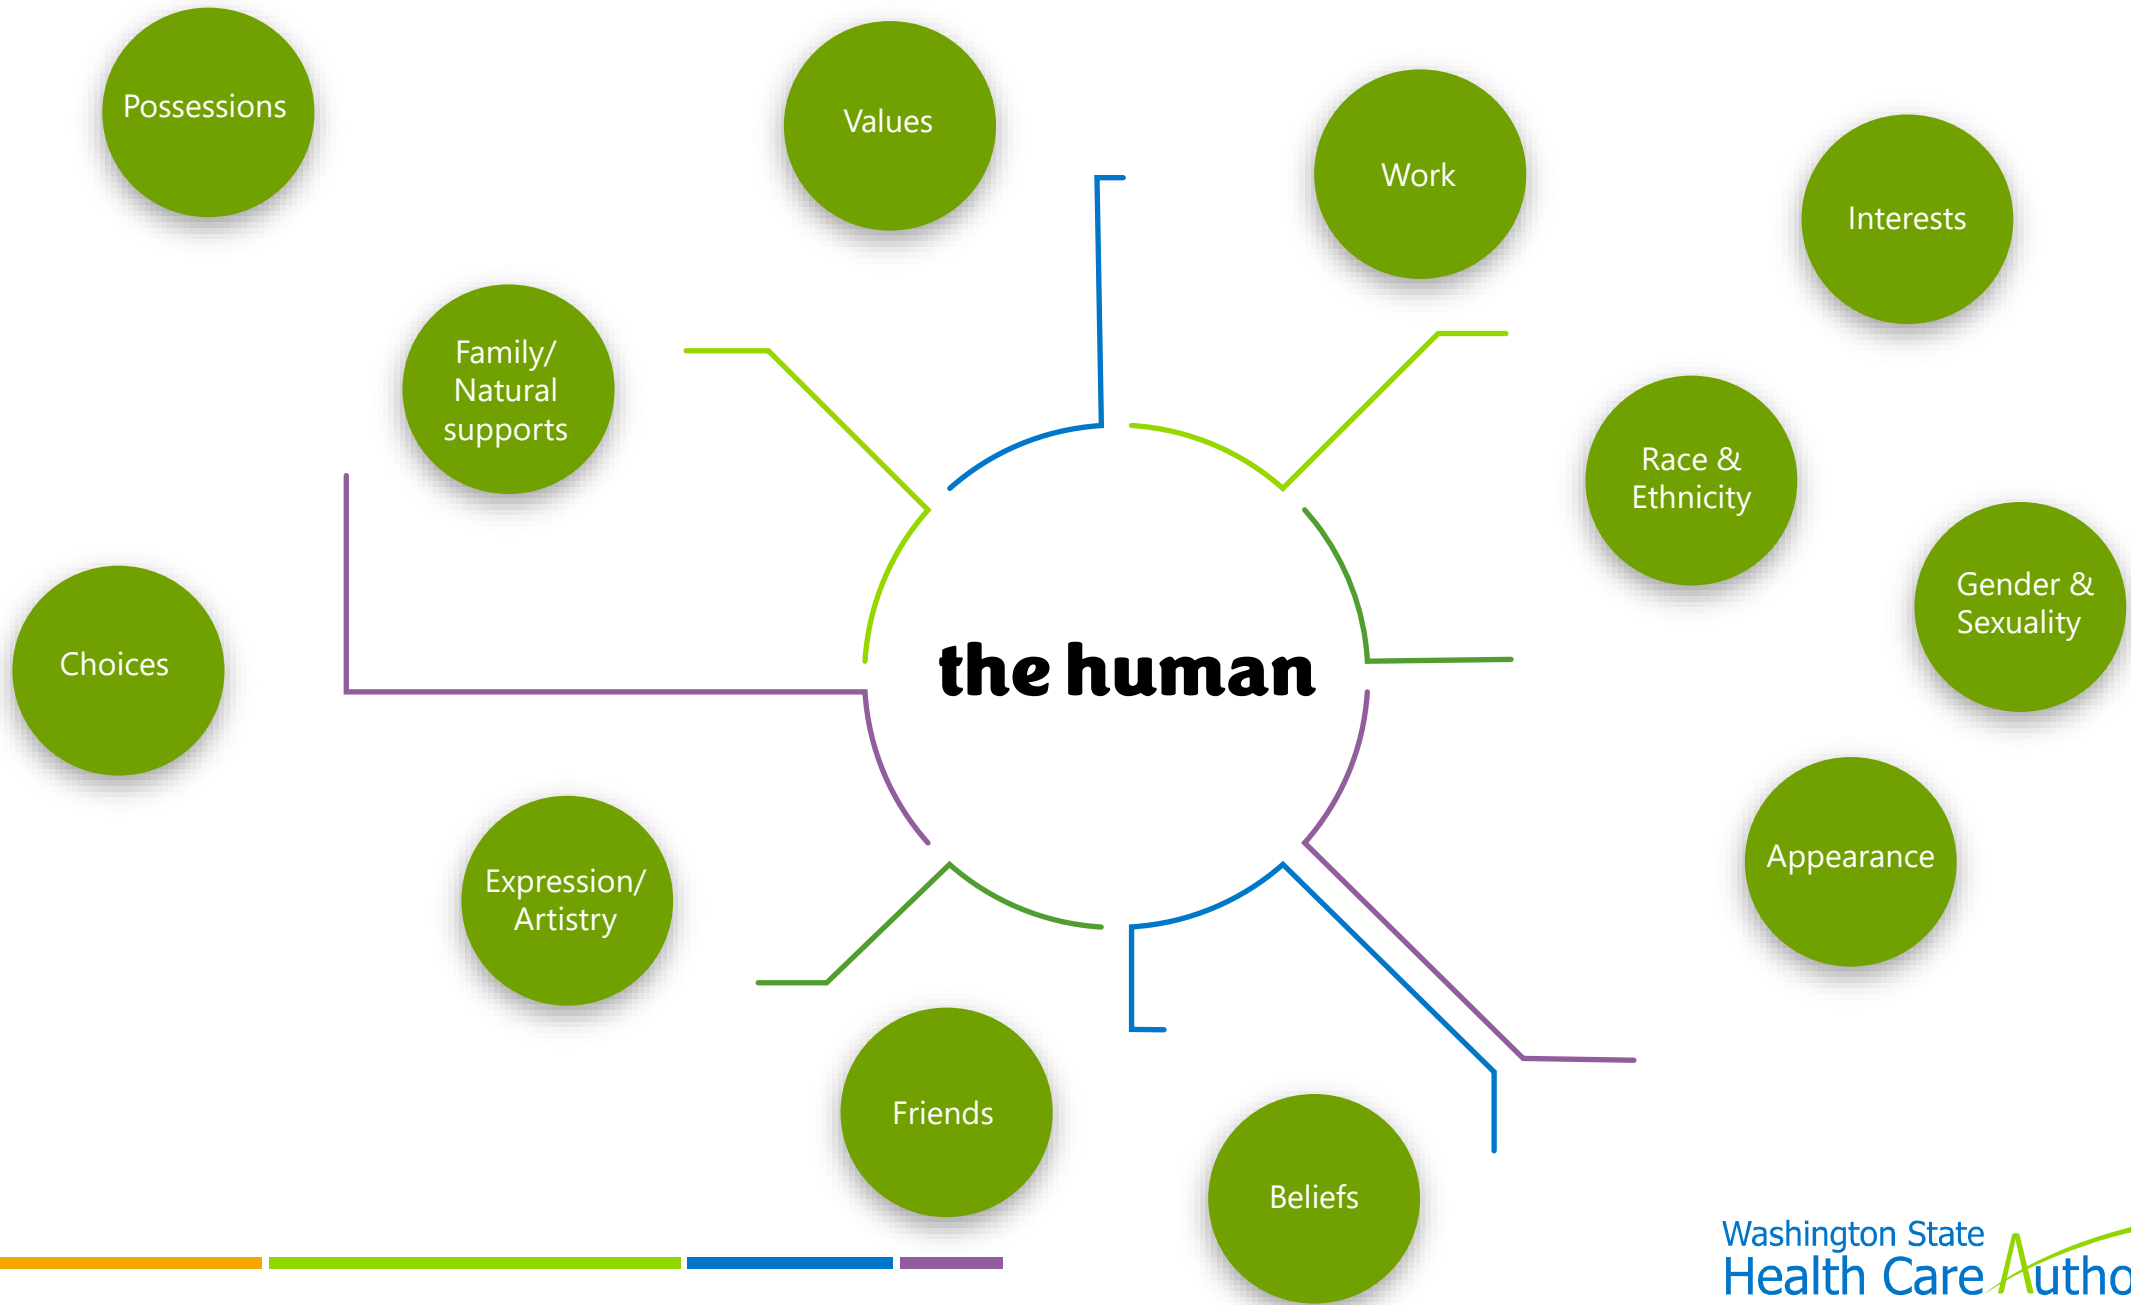 Possessions
Values
Work
Interests
Family/
Natural
supports
Race &
Ethnicity
Gender &
Sexuality
Choices
the human
Appearance
Expression/
Artistry
Friends
Beliefs
Washington State
Health Care Autho